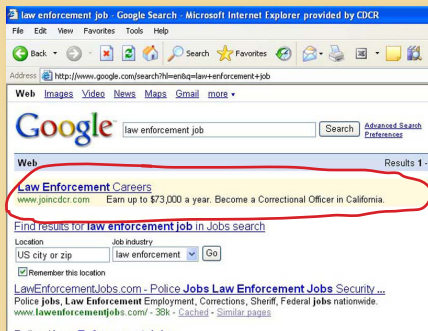 law enforcement job - Google Search - Microsoft Internet Explorer provided by CDCR
File Edit View Favorites Tools Help
Back Search Favorites
Address http://www.google.com/search?hl=en&q=law+enforcement+job
Web Images Video News Maps Gmail more
Google law enforcement job Search Advanced Search
Preferences
Web Results 1 -
Law Enforcement Careers
www.joincdcr.com Earn up to $73,000 a year. Become a Correctional Officer in California.
Find results for law enforcement job in Jobs search
Location Job industry
US city or zip law enforcement Go
Remember this location
LawEnforcementJobs.com - Police Jobs Law Enforcement Jobs Security ...
Police jobs, Law Enforcement Employment, Corrections, Sheriff, Federal jobs nationwide.
www.lawenforcementjobs.com/ - 38k - Cached - Similar pages